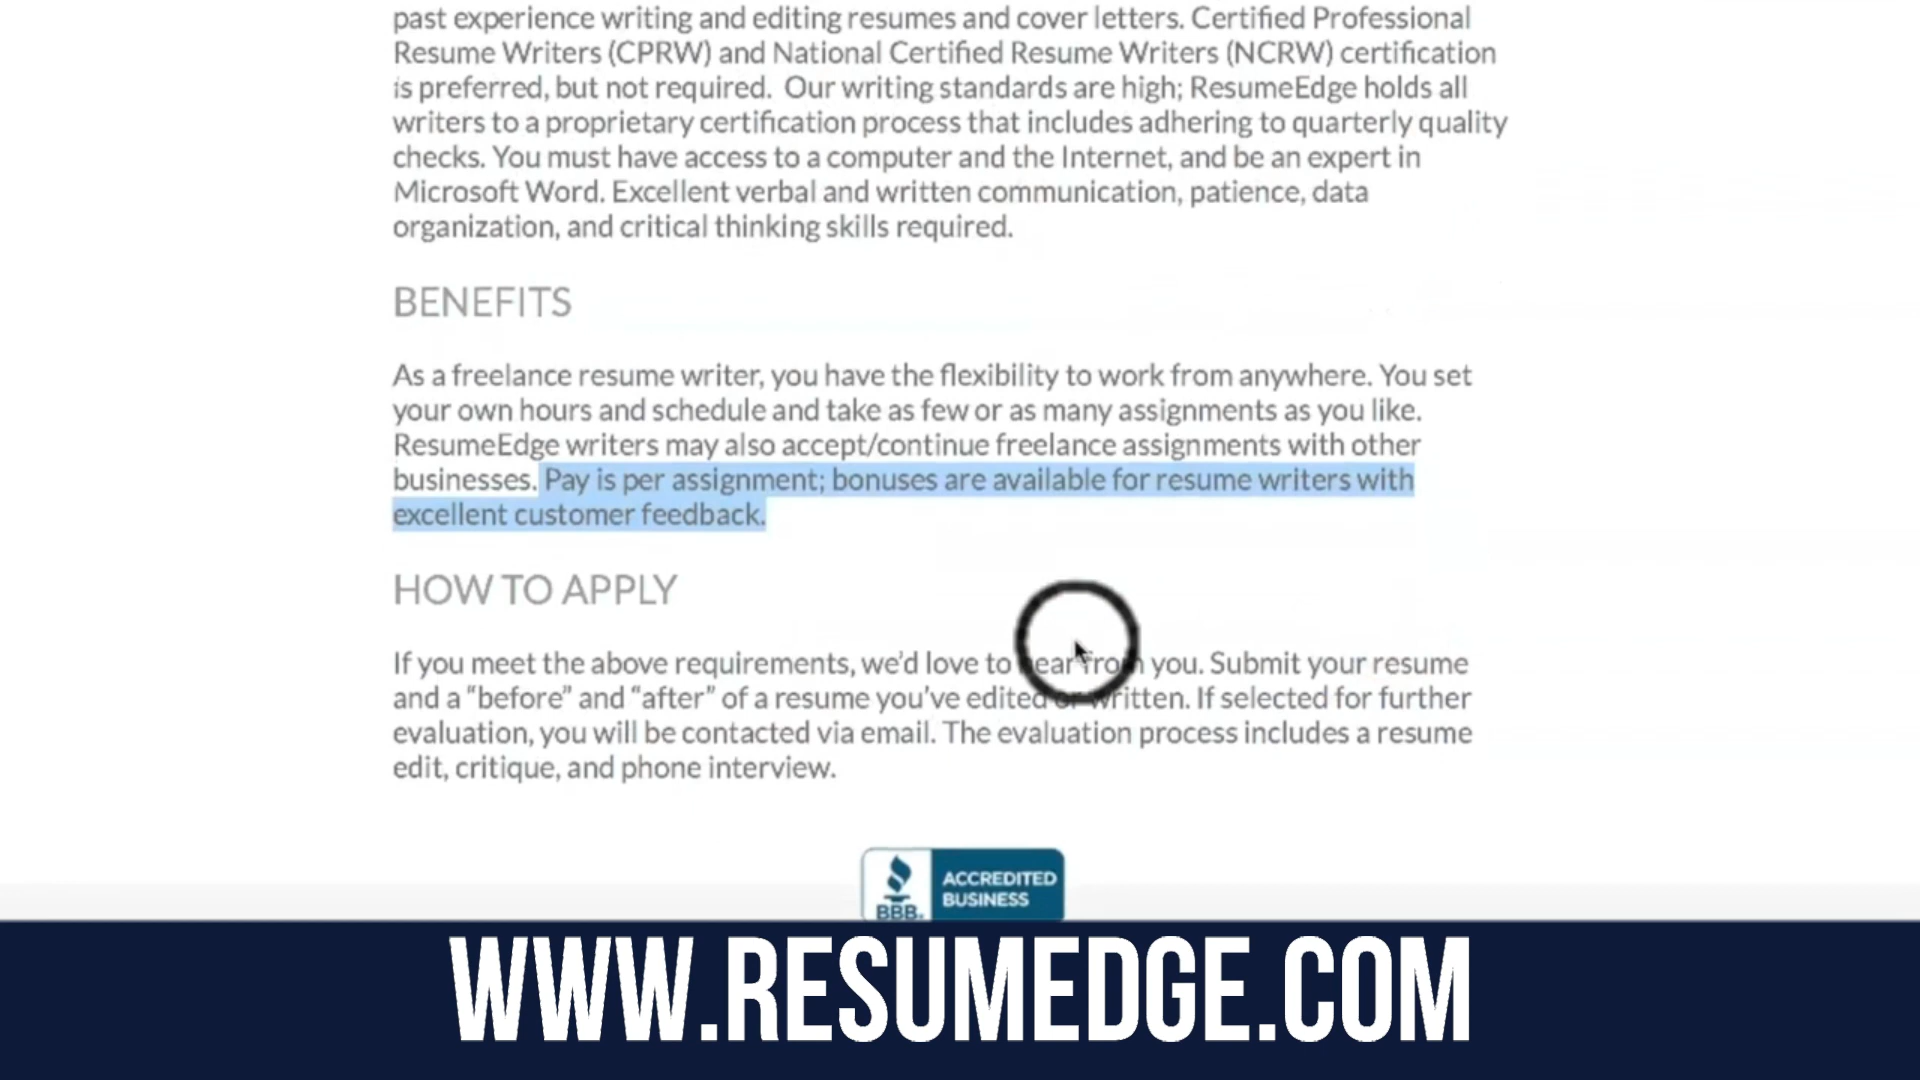 past experience writing and editing resumes and cover letters. Certified Professional
Resume Writers (CPRW) and National Certified Resume Writers (NCRW) certification
is preferred, but not required. Our writing standards are high; ResumeEdge holds all
writers to a proprietary certification process that includes adhering to quarterly quality
checks. You must have access to a computer and the Internet, and be an expert in
Microsoft Word. Excellent verbal and written communication, patience, data
organization, and critical thinking skills required.
BENEFITS
As a freelance resume writer, you have the flexibility to work from anywhere. You set
your own hours and schedule and take as few or as many assignments as you like.
ResumeEdge writers may also accept/continue freelance assignments with other
businesses. Pay is per assignment; bonuses are available for resume writers with
excellent customer feedback.
HOW TO APPLY
If you meet the above requirements, we'd love to hear from you. Submit your resume
and a “before” and “after” of a resume you've edited or written. If selected for further
evaluation, you will be contacted via email. The evaluation process includes a resume
edit, critique, and phone interview.
BBB.
ACCREDITED
BUSINESS
WWW.RESUMEDGE.COM